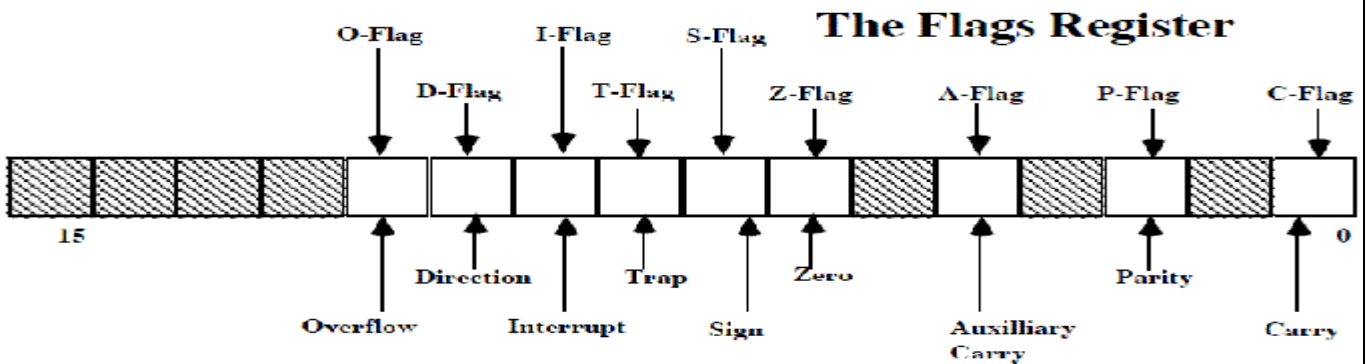 The Flags Register
O-Flag I-Flag S-Flag
D-Flag T-Flag Z-Flag A-Flag P-Flag C-Flag
15 0
Direction Trap Zero Parity
Overflow Interrupt Sign Auxilliary Carry
Carry